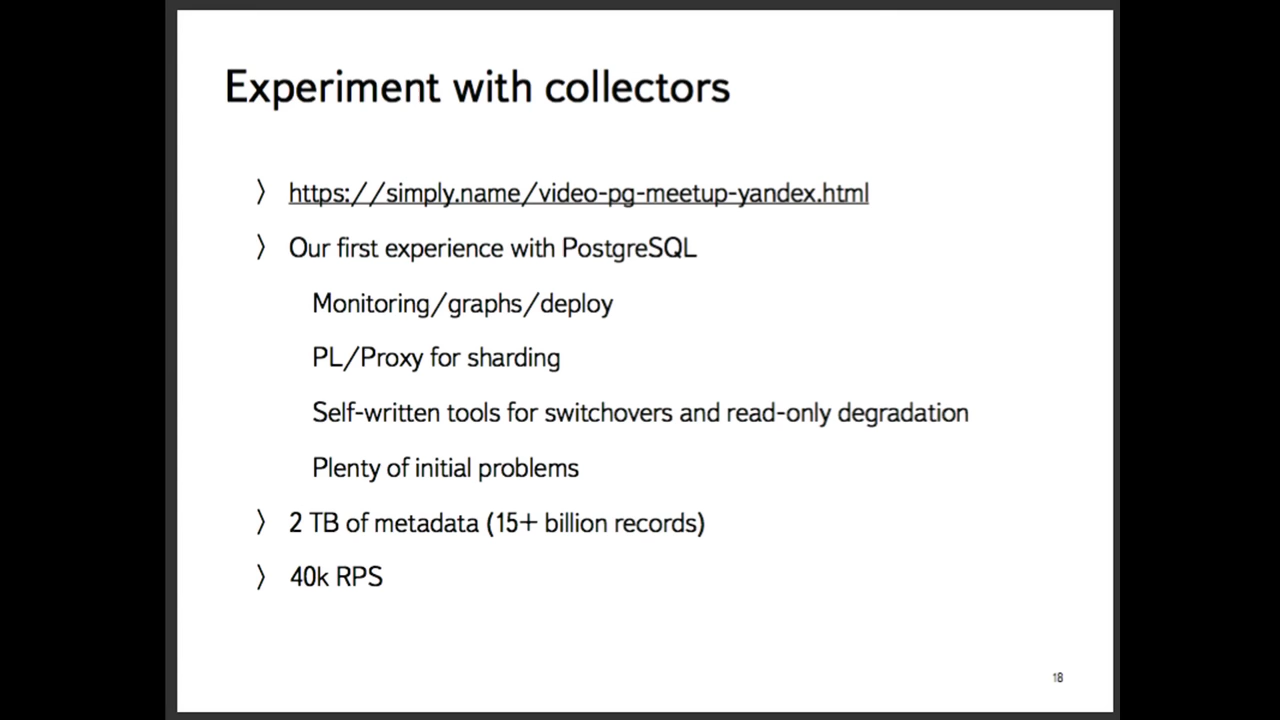 Experiment with collectors
〉 https://simply.name/video-pg-meetup-yandex.html
〉 Our first experience with PostgreSQL
Monitoring/graphs/deploy
PL/Proxy for sharding
Self-written tools for switchovers and read-only degradation
Plenty of initial problems
〉 2 TB of metadata (15+ billion records)
〉 40k RPS
18